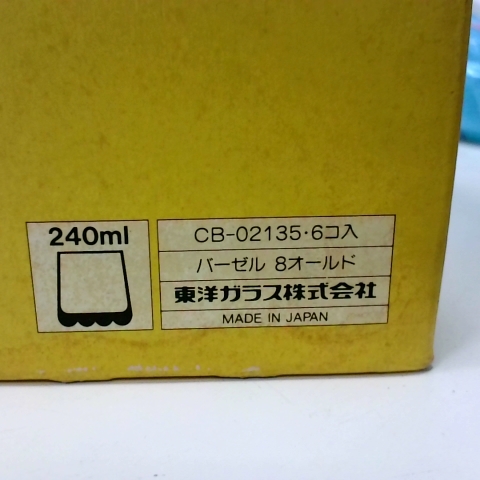 240ml
CB-02135・6コ入
バーゼル 8オールド
東洋ガラス株式会社
MADE IN JAPAN